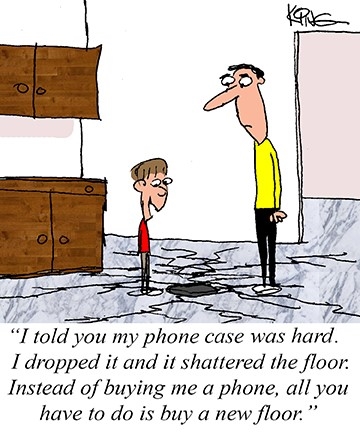 “I told you my phone case was hard.
I dropped it and it shattered the floor.
Instead of buying me a phone, all you
have to do is buy a new floor.”